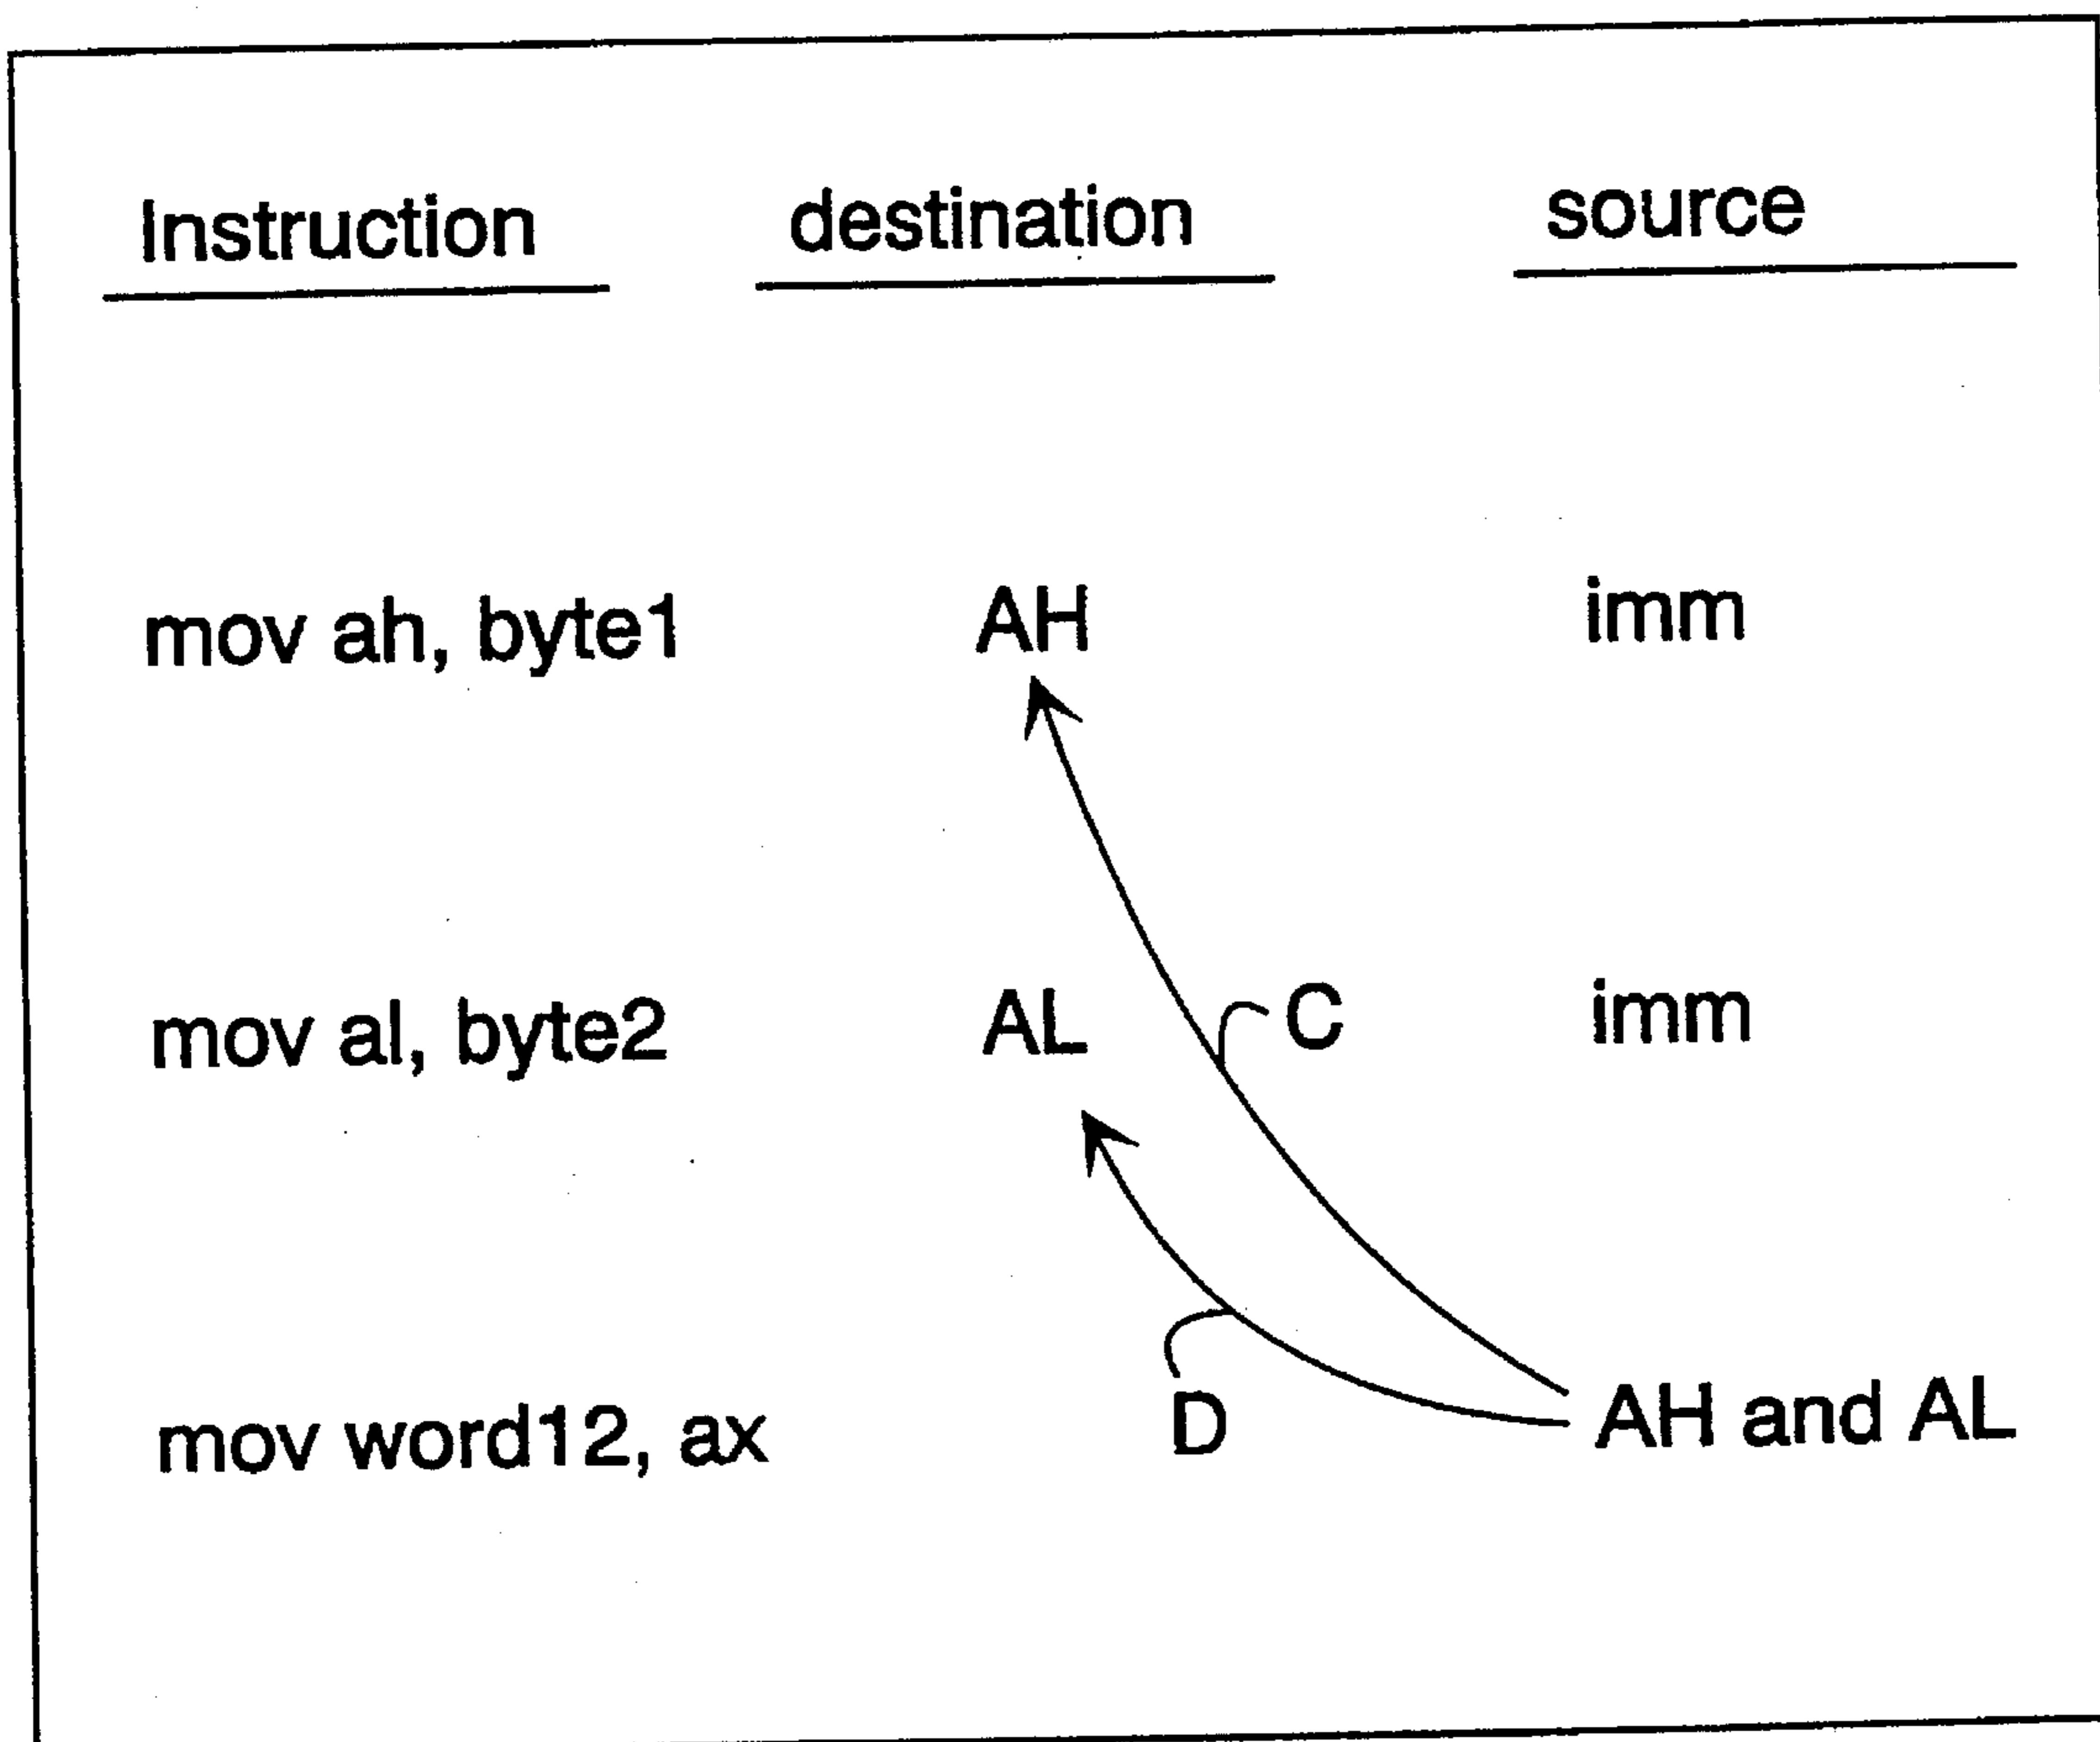 Instruction destination source
mov ah, byte1 AH imm
mov al, byte2 AL C imm
mov word12, ax D AH and AL